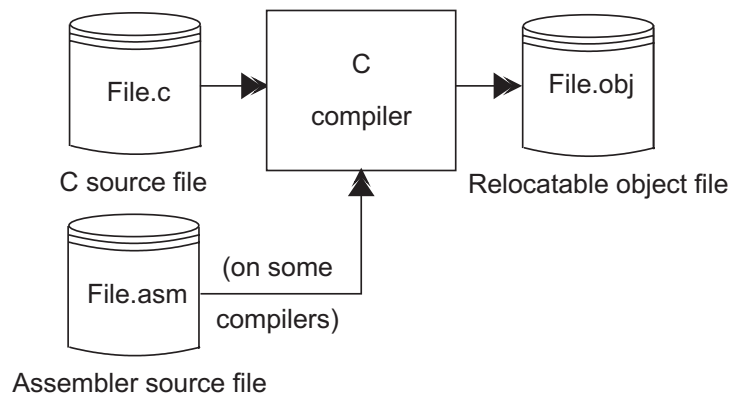 File.c
C
compiler
File.obj
C source file
Relocatable object file
File.asm
(on some
compilers)
Assembler source file